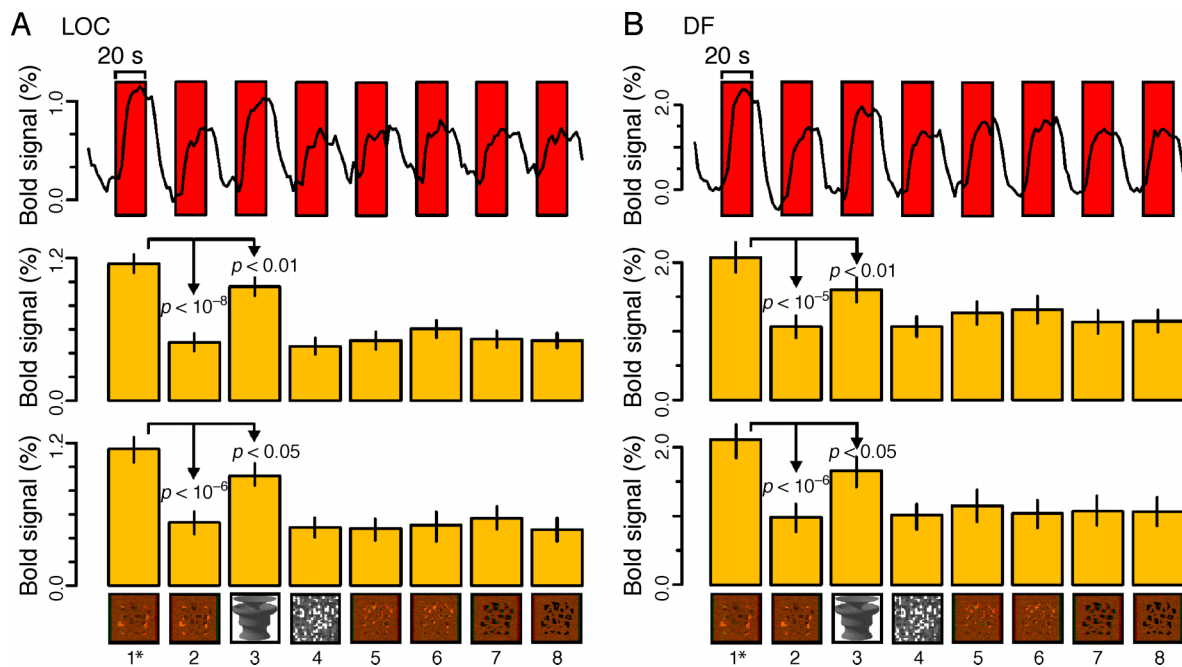 A LOC
20 s
Bold signal (%)
1.0
0.0
Bold signal (%)
1.2
0.0
p < 10⁻⁸
p < 0.01
Bold signal (%)
1.2
0.0
p < 10⁻⁶
p < 0.05
1* 2 3 4 5 6 7 8
B DF
20 s
Bold signal (%)
2.0
0.0
Bold signal (%)
2.0
0.0
p < 10⁻⁵
p < 0.01
Bold signal (%)
2.0
0.0
p < 10⁻⁶
p < 0.05
1* 2 3 4 5 6 7 8